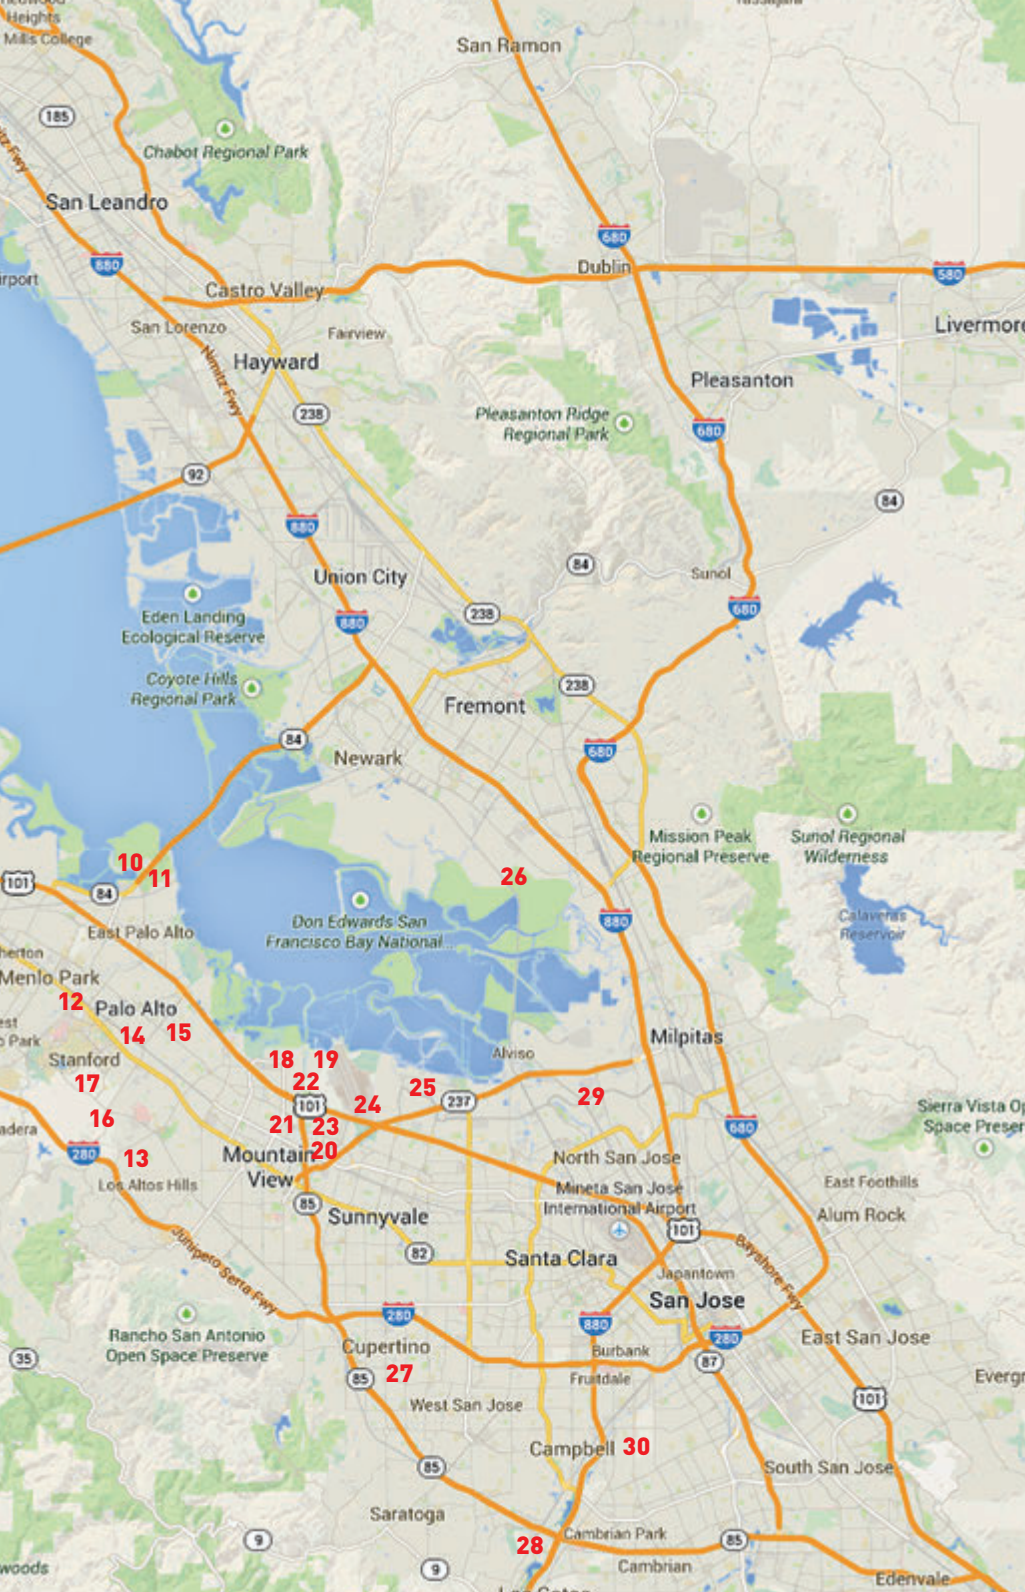 Heights
Mills College
San Ramon
185
Chabot Regional Park
San Leandro
680
880
Dublin
580
Castro Valley
San Lorenzo
Fairview
Hayward
Nimitz Fwy
Pleasanton
238
Pleasanton Ridge
Regional Park
680
92
84
880
84
Union City
Sunol
Eden Landing
Ecological Reserve
238
680
880
Coyote Hills
Regional Park
238
Fremont
84
Newark
680
Mission Peak
Regional Preserve
Sunol Regional
Wilderness
10
11
26
101
84
Don Edwards San
Francisco Bay National...
880
Calaveras
Reservoir
East Palo Alto
Menlo Park
12
Palo Alto
14
15
Milpitas
Stanford
18
19
Alviso
17
22
25
237
29
101
24
16
21
23
680
280
13
Mountain
View
20
North San Jose
Los Altos Hills
Mineta San Jose
International Airport
East Foothills
85
Sunnyvale
Alum Rock
101
82
Santa Clara
Bayshore Fwy
Junipero Serra Fwy
Japantown
San Jose
280
880
280
Rancho San Antonio
Open Space Preserve
Cupertino
Burbank
East San Jose
35
85
27
Fruitdale
87
101
West San Jose
Campbell
30
85
South San Jose
Saratoga
9
28
Cambrian Park
85
9
Cambrian
Edenvale